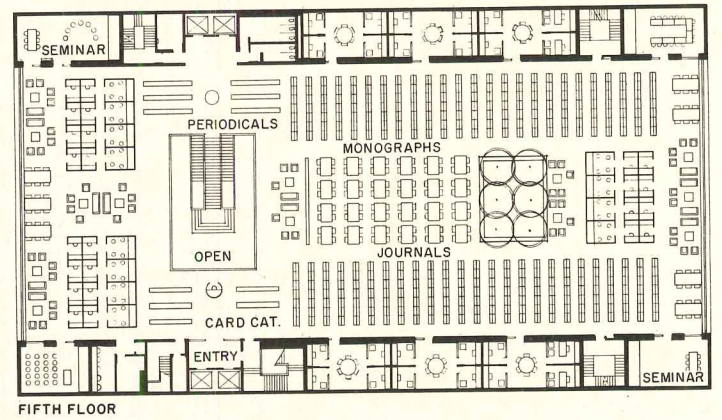 SEMINAR
PERIODICALS
MONOGRAPHS
OPEN
JOURNALS
CARD CAT.
ENTRY
SEMINAR
FIFTH FLOOR